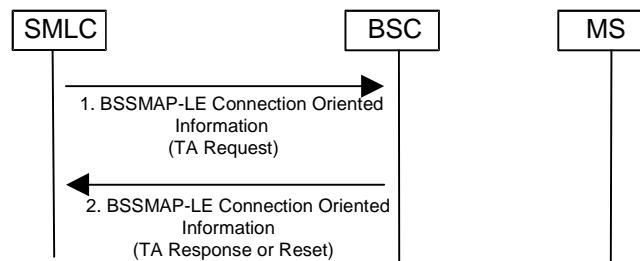 SMLC
BSC
MS
1. BSSMAP-LE Connection Oriented
Information
(TA Request)
2. BSSMAP-LE Connection Oriented
Information
(TA Response or Reset)